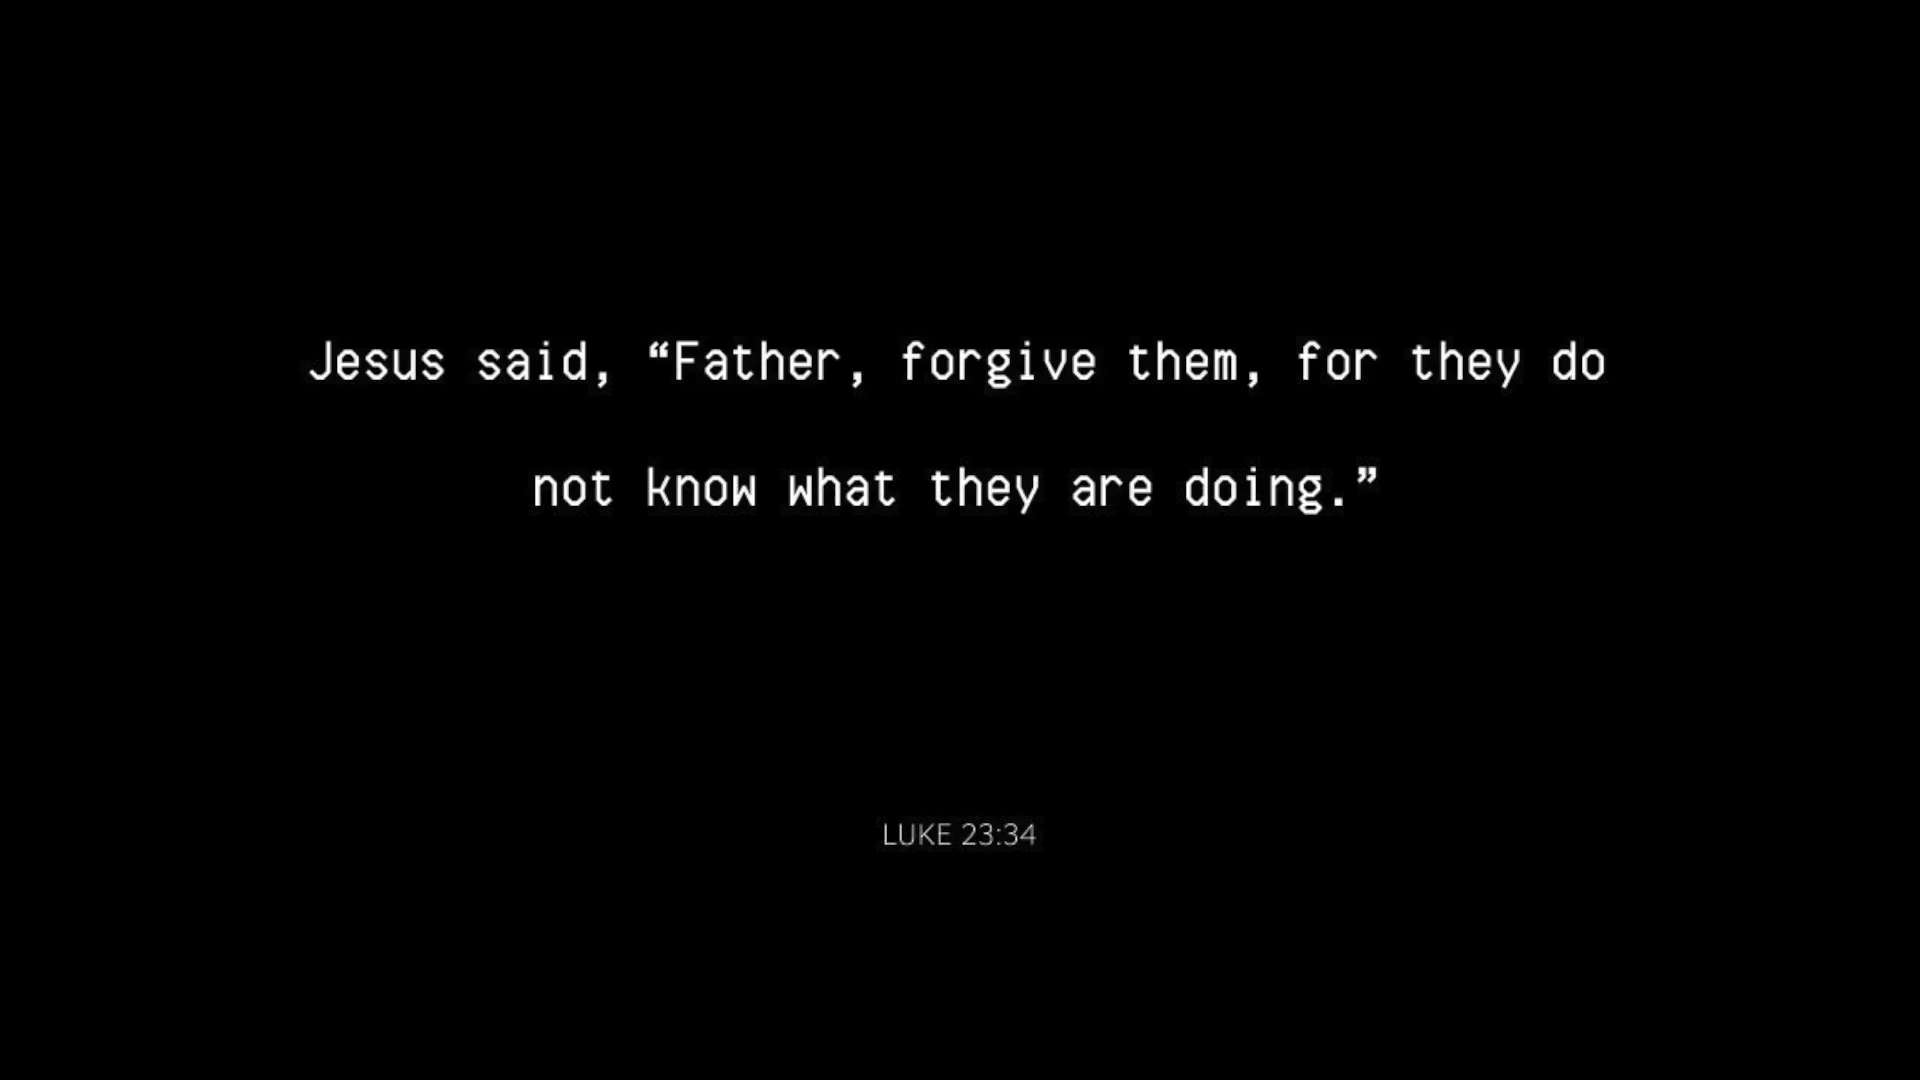 Jesus said, “Father, forgive them, for they do
not know what they are doing.”
LUKE 23:34